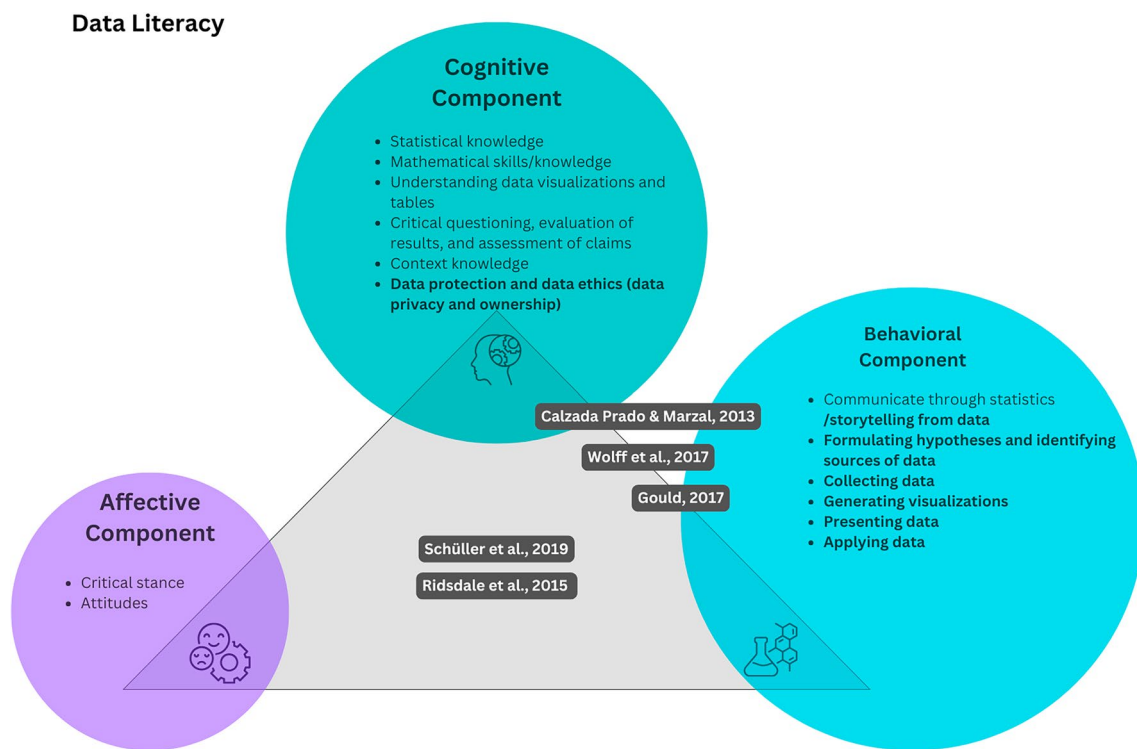 Data Literacy
Cognitive
Component
• Statistical knowledge
• Mathematical skills/knowledge
• Understanding data visualizations and
tables
• Critical questioning, evaluation of
results, and assessment of claims
• Context knowledge
• Data protection and data ethics (data
privacy and ownership)
Behavioral
Component
• Communicate through statistics
/storytelling from data
• Formulating hypotheses and identifying
sources of data
• Collecting data
• Generating visualizations
• Presenting data
• Applying data
Calzada Prado & Marzal, 2013
Wolff et al., 2017
Gould, 2017
Schüller et al., 2019
Ridsdale et al., 2015
Affective
Component
• Critical stance
• Attitudes